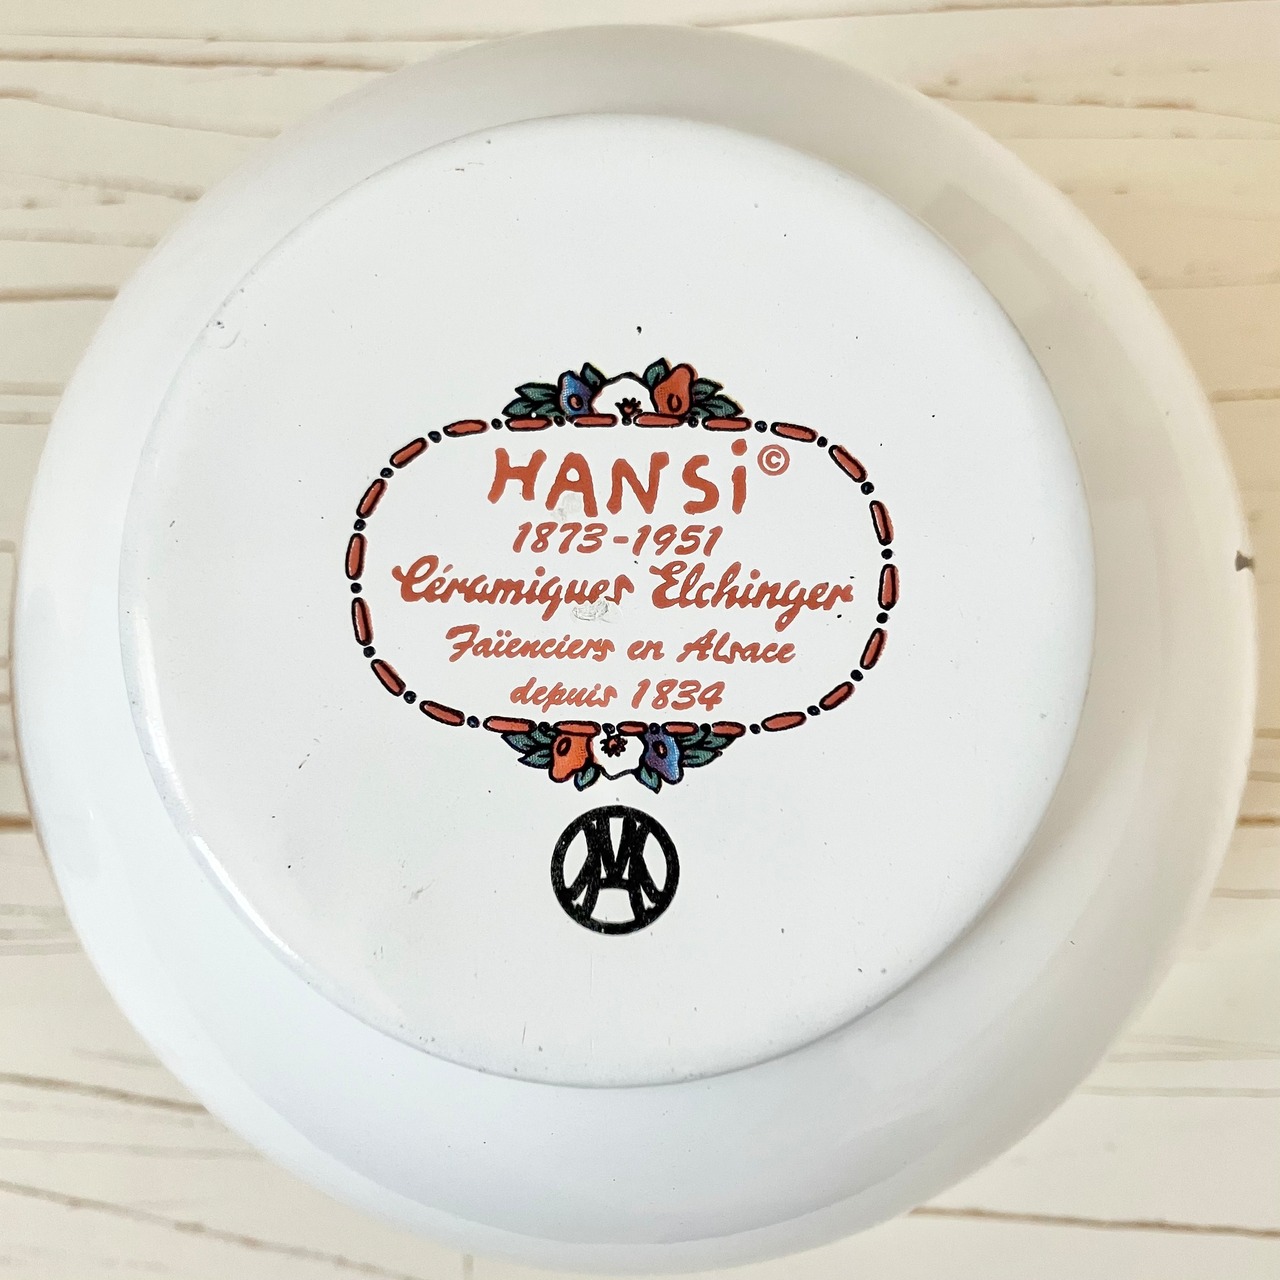 HANSi©
1873-1951
Céramiques Elchinger
Faïenciers en Alsace
depuis 1834